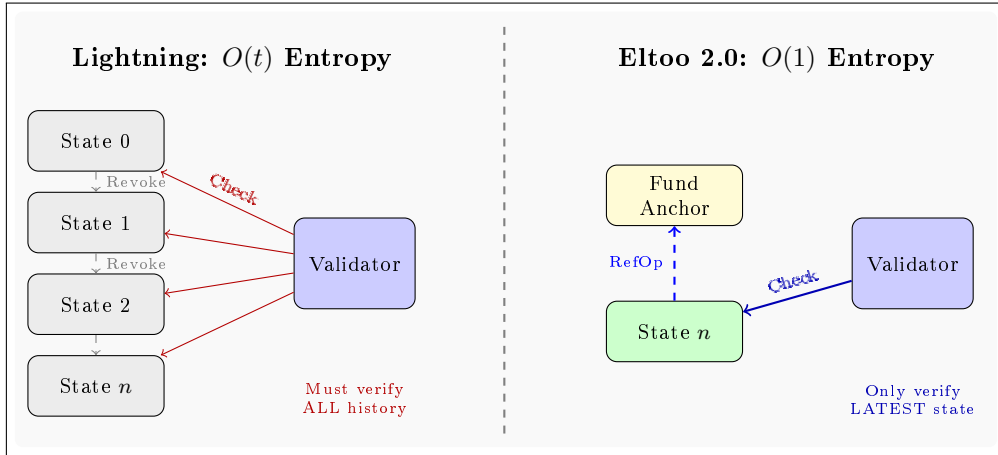 Lightning: O(t) Entropy
State 0
Revoke
State 1
Revoke
State 2
State n
Check
Validator
Must verify
ALL history
Eltoo 2.0: O(1) Entropy
Fund
Anchor
RefOp
State n
Check
Validator
Only verify
LATEST state